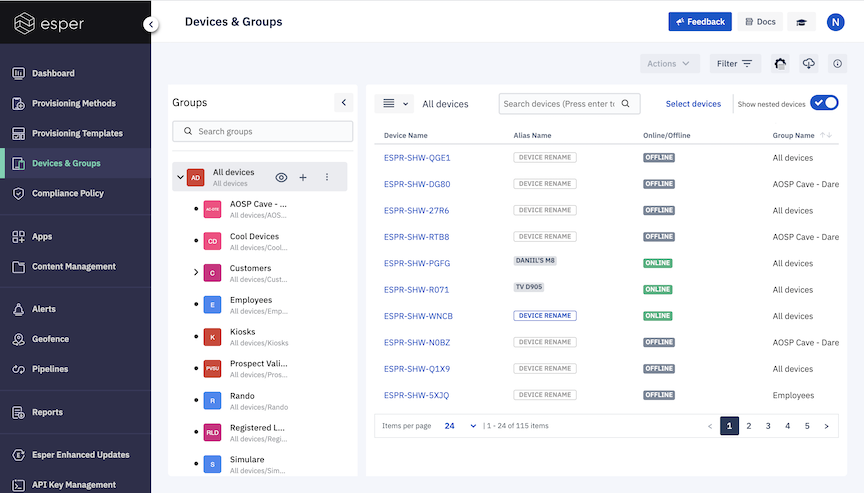 esper
Devices & Groups
Feedback
Docs
N
Dashboard
Provisioning Methods
Provisioning Templates
Devices & Groups
Compliance Policy
Apps
Content Management
Alerts
Geofence
Pipelines
Reports
Esper Enhanced Updates
API Key Management
Actions
Filter
Groups
Search groups
AD
All devices
All devices
AOSP Cave - ...
All devices/AOS...
CD
Cool Devices
All devices/Cool...
C
Customers
All devices/Cust...
E
Employees
All devices/Emp...
K
Kiosks
All devices/Kiosks
PVSU
Prospect Vali...
All devices/Pros...
R
Rando
All devices/Rando
RLD
Registered L...
All devices/Regi...
S
Simulare
All devices/Sim...
All devices
Search devices (Press enter to
Select devices
Show nested devices
Device Name Alias Name Online/Offline Group Name
ESPR-SHW-QGE1 DEVICE RENAME OFFLINE All devices
ESPR-SHW-DG80 DEVICE RENAME OFFLINE AOSP Cave - Dare
ESPR-SHW-27R6 DEVICE RENAME OFFLINE All devices
ESPR-SHW-RTB8 DEVICE RENAME OFFLINE AOSP Cave - Dare
ESPR-SHW-PGFG DANIIL'S M8 ONLINE All devices
ESPR-SHW-R071 TV D905 ONLINE All devices
ESPR-SHW-WNCB DEVICE RENAME ONLINE All devices
ESPR-SHW-N0BZ DEVICE RENAME OFFLINE AOSP Cave - Dare
ESPR-SHW-Q1X9 DEVICE RENAME OFFLINE All devices
ESPR-SHW-5XJQ DEVICE RENAME OFFLINE Employees
Items per page 24 | 1 - 24 of 115 items < 1 2 3 4 5 >